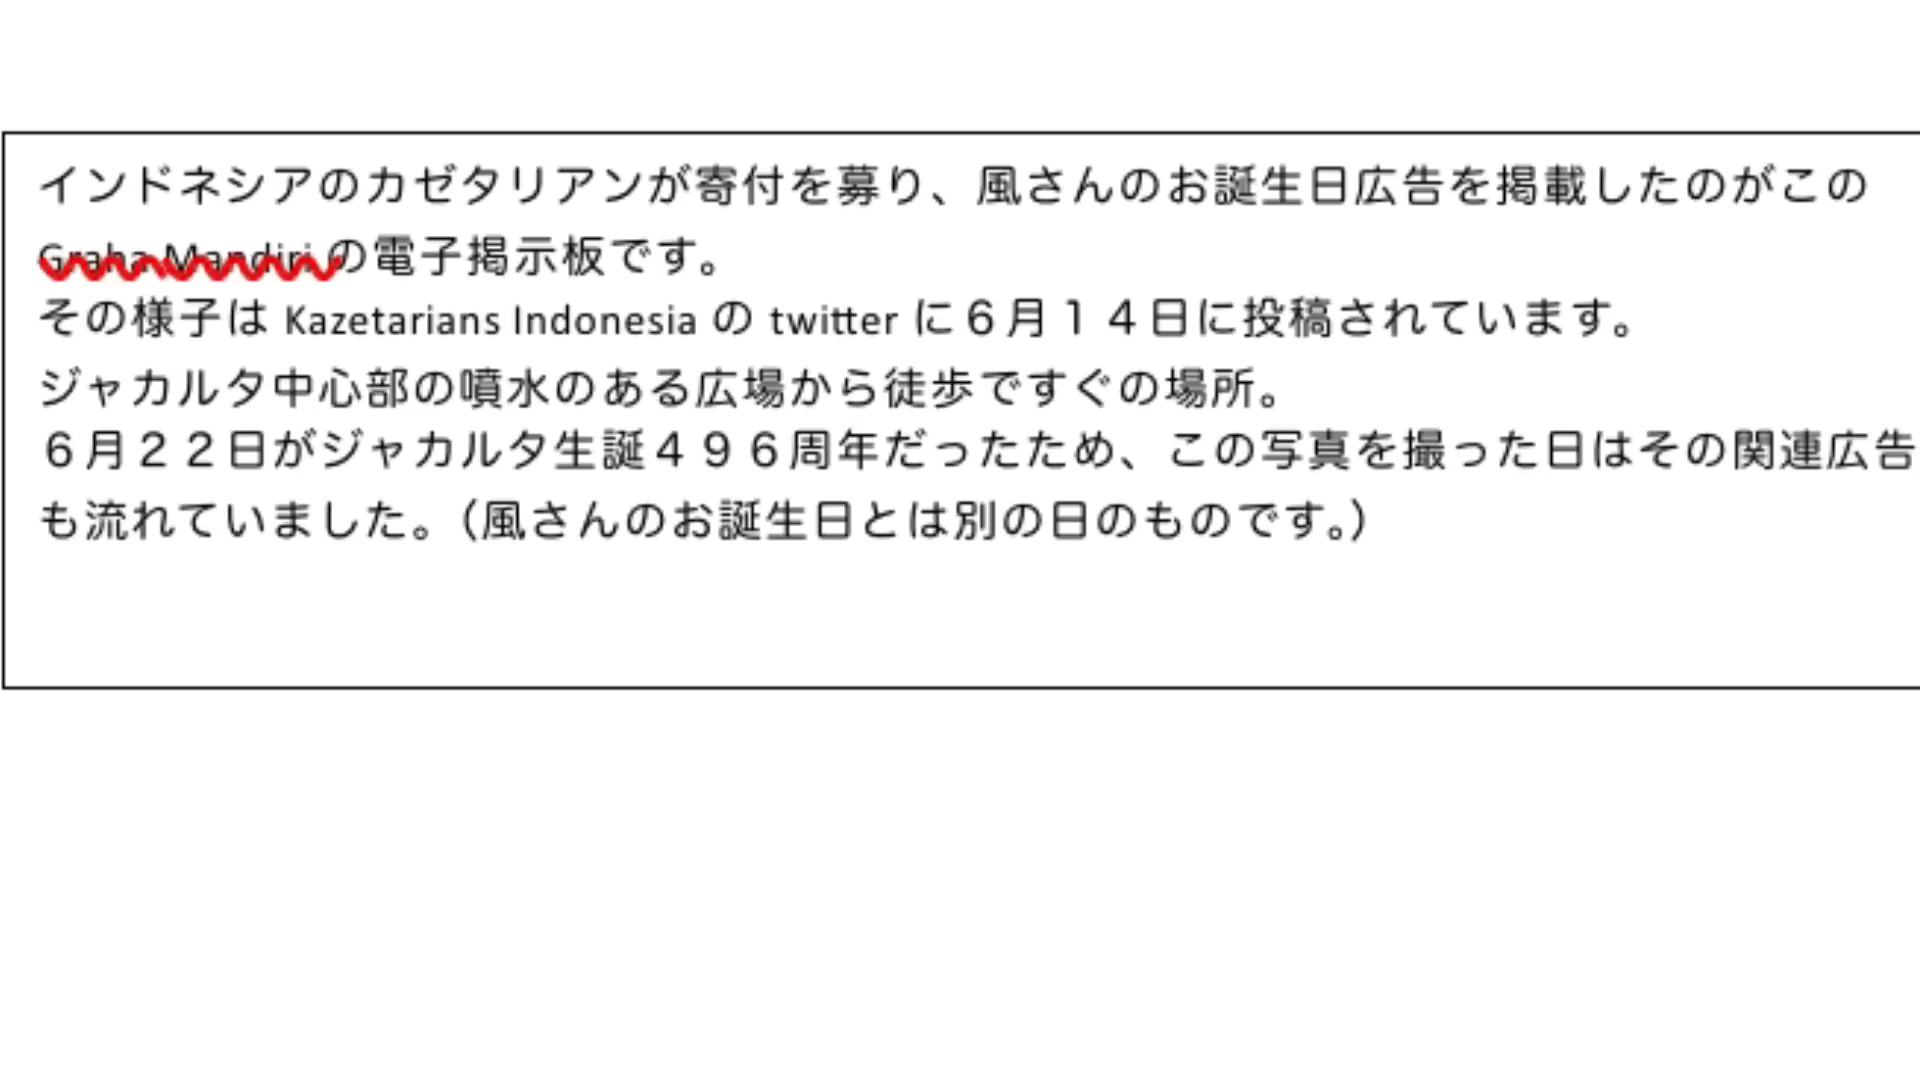 インドネシアのカゼタリアンが寄付を募り、風さんのお誕生日広告を掲載したのがこの
Graha Mandiri の電子掲示板です。
その様子は Kazetarians Indonesia の twitter に６月１４日に投稿されています。
ジャカルタ中心部の噴水のある広場から徒歩ですぐの場所。
６月２２日がジャカルタ生誕４９６周年だったため、この写真を撮った日はその関連広告
も流れていました。（風さんのお誕生日とは別の日のものです。）